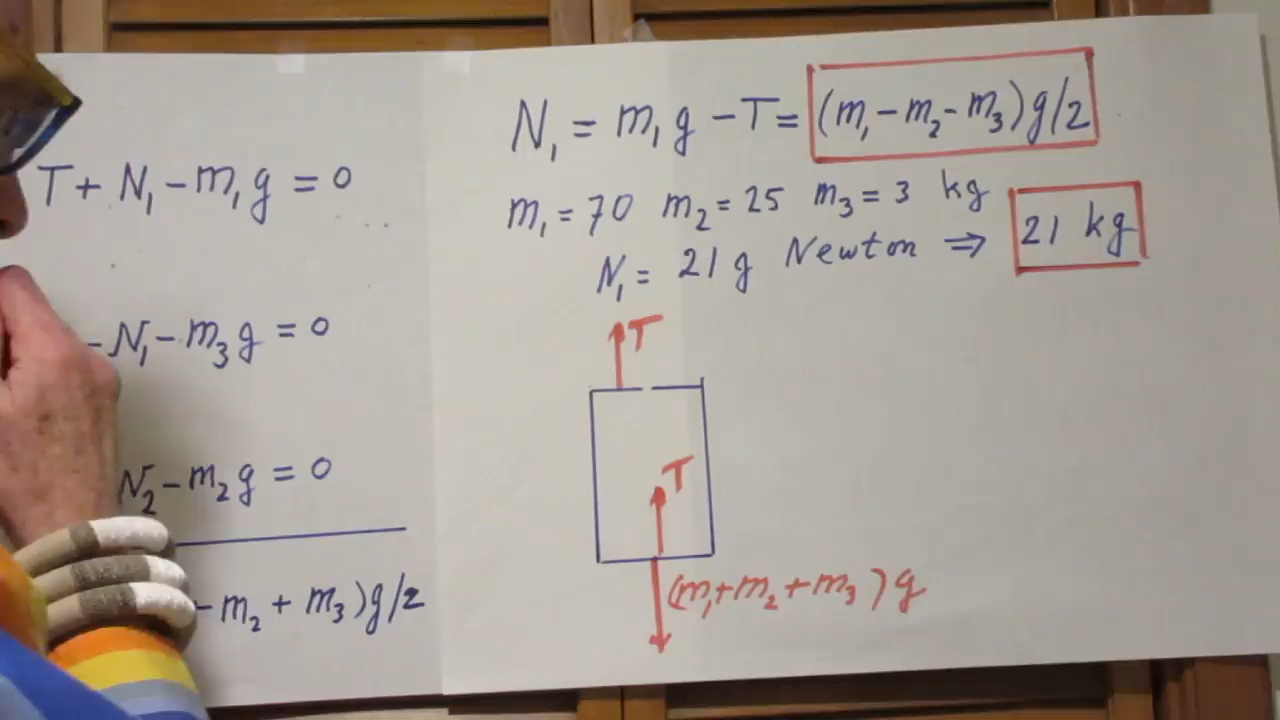 T + N₁ - m₁g = 0
- N₁ - m₃g = 0
N₂ - m₂g = 0
- m₂ + m₃)g/2
N₁ = m₁g - T = (m₁ - m₂ - m₃)g/2
m₁ = 70 m₂ = 25 m₃ = 3 kg
N₁ = 21g Newton ⇒ 21 kg
T
T
(m₁+m₂+m₃)g